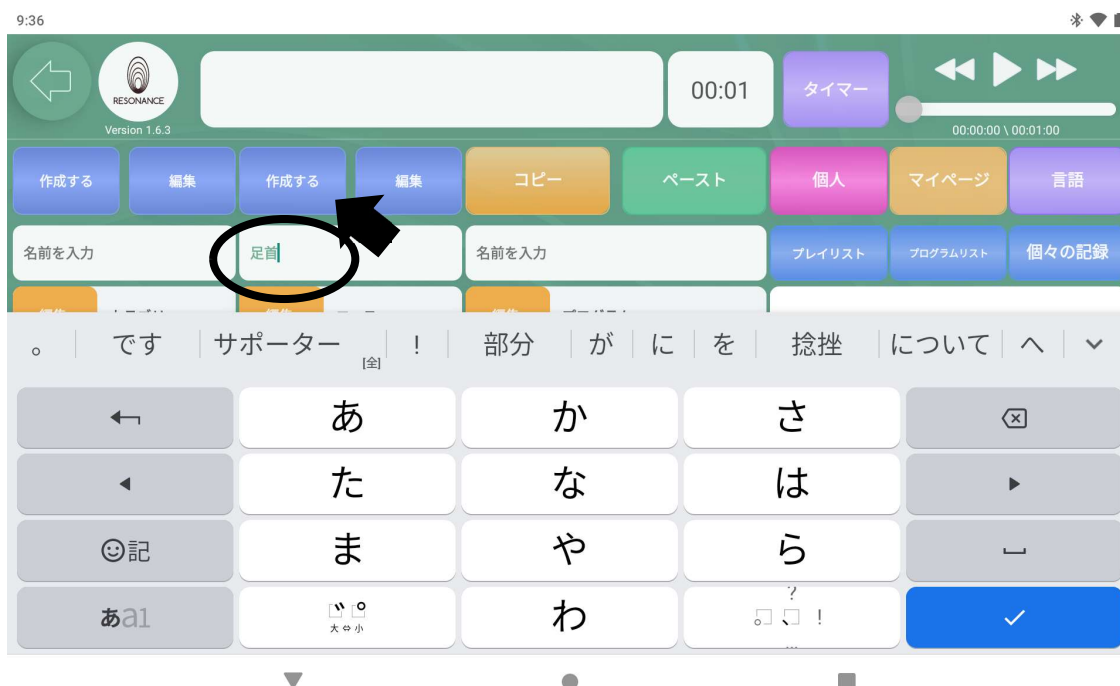 9:36
RESONANCE
Version 1.6.3
00:01
タイマー
00:00:00 \ 00:01:00
作成する 編集 作成する 編集 コピー ペースト 個人 マイページ 言語
名前を入力 足首 名前を入力 プレイリスト プログラムリスト 個々の記録
。 です サポーター [全] ! 部分 が に を 捻挫 について へ
あ か さ
た な は
記 ま や ら
あa1 大⇔小 わ 。、?!…